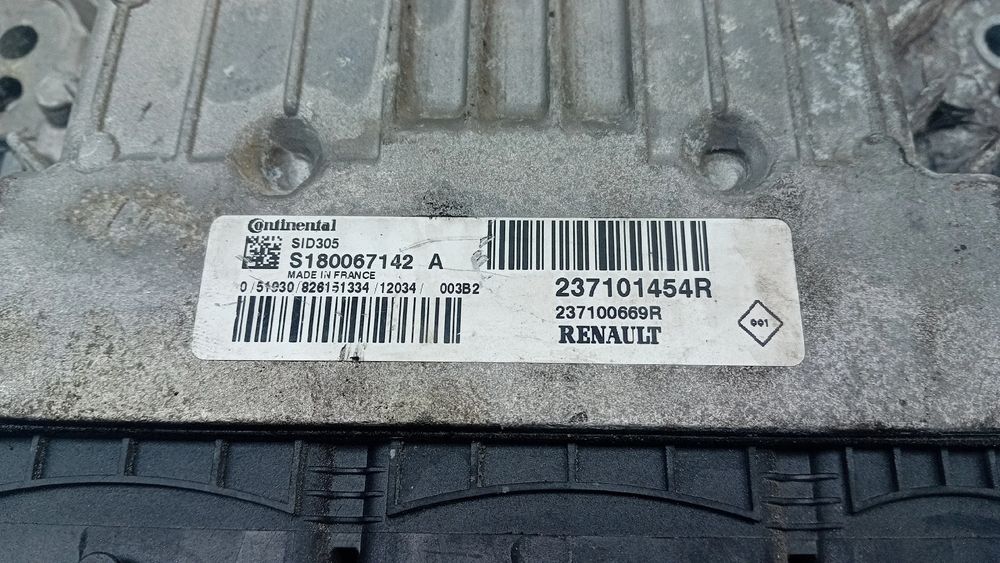 Continental
SID305
S180067142 A
MADE IN FRANCE
0/51930/826151334/12034/ 003B2
237101454R
237100669R
RENAULT
001